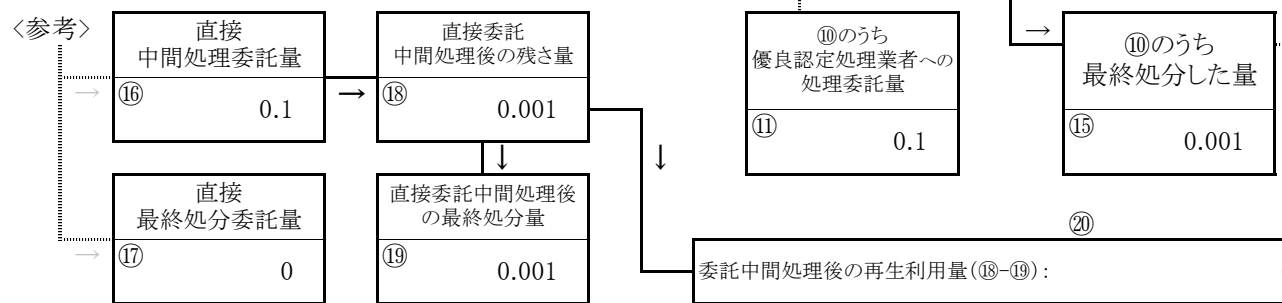 〈参考〉
直接
中間処理委託量
⑯
0.1
→
→
直接委託
中間処理後の残さ量
⑱
0.001
↓
↓
⑩のうち
優良認定処理業者への
処理委託量
⑪
0.1
→
⑩のうち
最終処分した量
⑮
0.001
直接
最終処分委託量
→
⑰
0
直接委託中間処理後
の最終処分量
⑲
0.001
⑳
委託中間処理後の再生利用量(⑱-⑲):